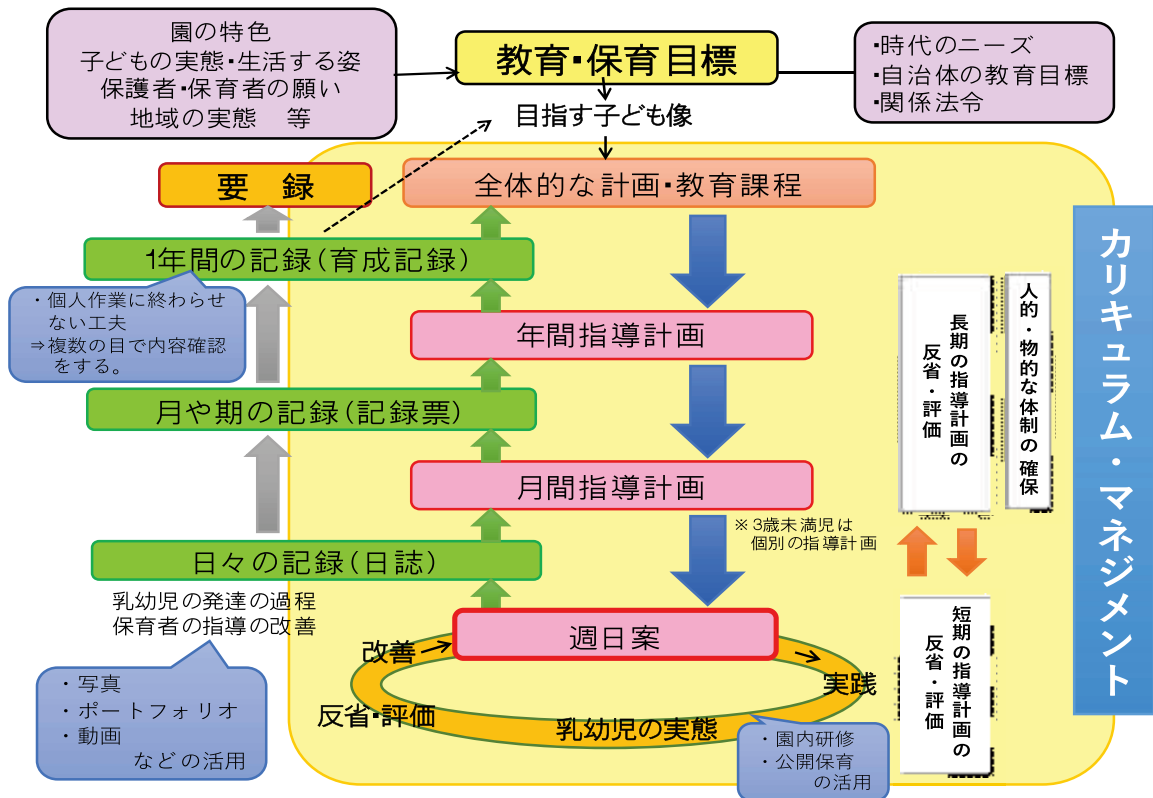 園の特色
子どもの実態・生活する姿
保護者・保育者の願い
地域の実態　等
教育・保育目標
・時代のニーズ
・自治体の教育目標
・関係法令
目指す子ども像
要　録
全体的な計画・教育課程
1年間の記録(育成記録)
・個人作業に終わらせ
ない工夫
⇒複数の目で内容確認
をする。
年間指導計画
月や期の記録(記録票)
月間指導計画
※3歳未満児は
個別の指導計画
日々の記録(日誌)
乳幼児の発達の過程
保育者の指導の改善
・写真
・ポートフォリオ
・動画
などの活用
週日案
改善
実践
反省・評価
乳幼児の実態
・園内研修
・公開保育
の活用
人的・物的な体制の確保
長期の指導計画の
反省・評価
短期の指導計画の
反省・評価
カリキュラム・マネジメント